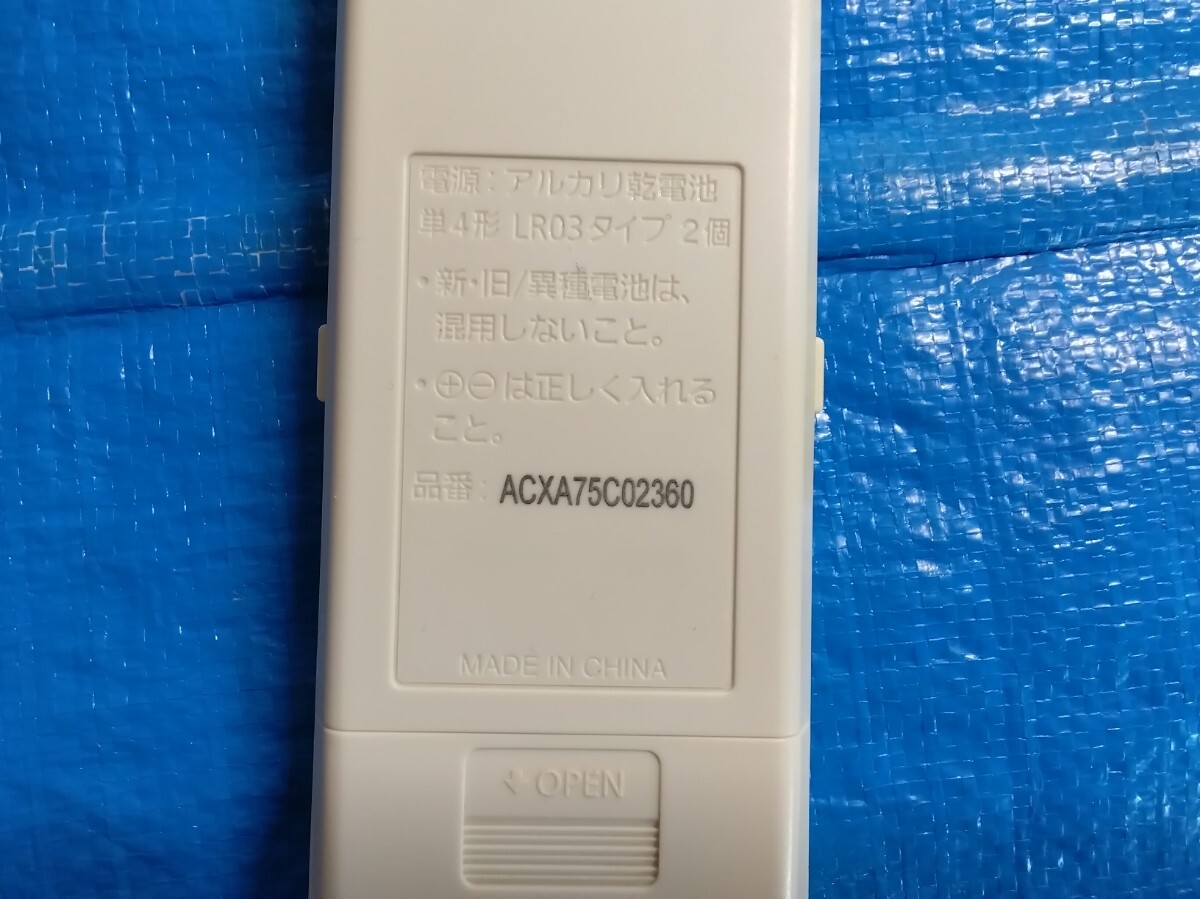 電源：アルカリ乾電池
単4形 LR03タイプ 2個
・新・旧/異種電池は、
混用しないこと。
・⊕⊖は正しく入れる
こと。
品番：ACXA75C02360
MADE IN CHINA
OPEN